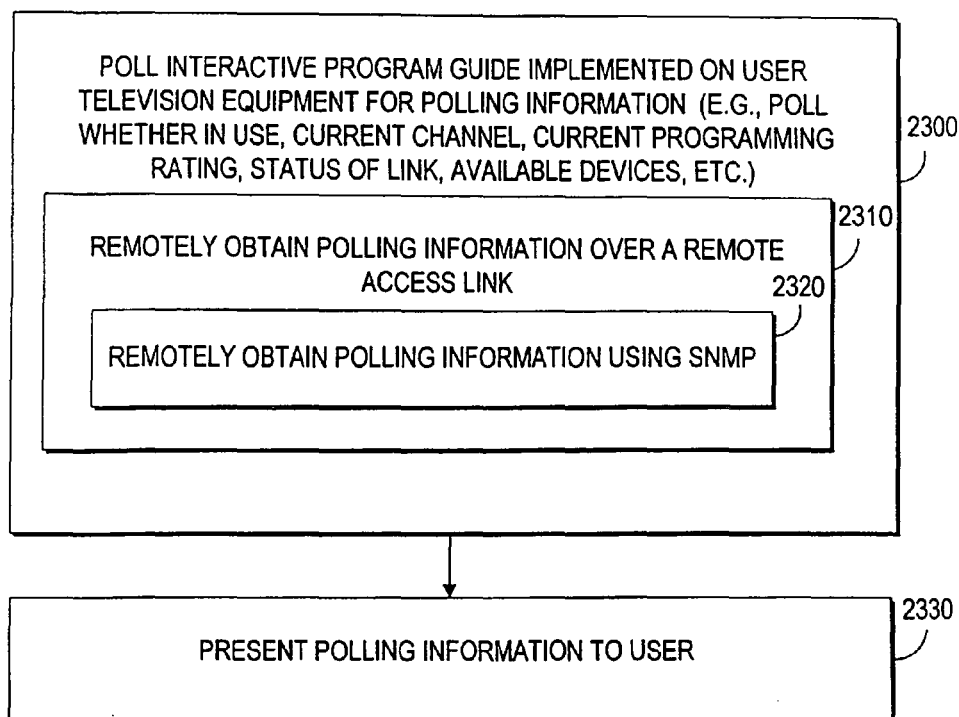 POLL INTERACTIVE PROGRAM GUIDE IMPLEMENTED ON USER
TELEVISION EQUIPMENT FOR POLLING INFORMATION (E.G., POLL
WHETHER IN USE, CURRENT CHANNEL, CURRENT PROGRAMMING
RATING, STATUS OF LINK, AVAILABLE DEVICES, ETC.)
2300
2310
REMOTELY OBTAIN POLLING INFORMATION OVER A REMOTE
ACCESS LINK
2320
REMOTELY OBTAIN POLLING INFORMATION USING SNMP
2330
PRESENT POLLING INFORMATION TO USER